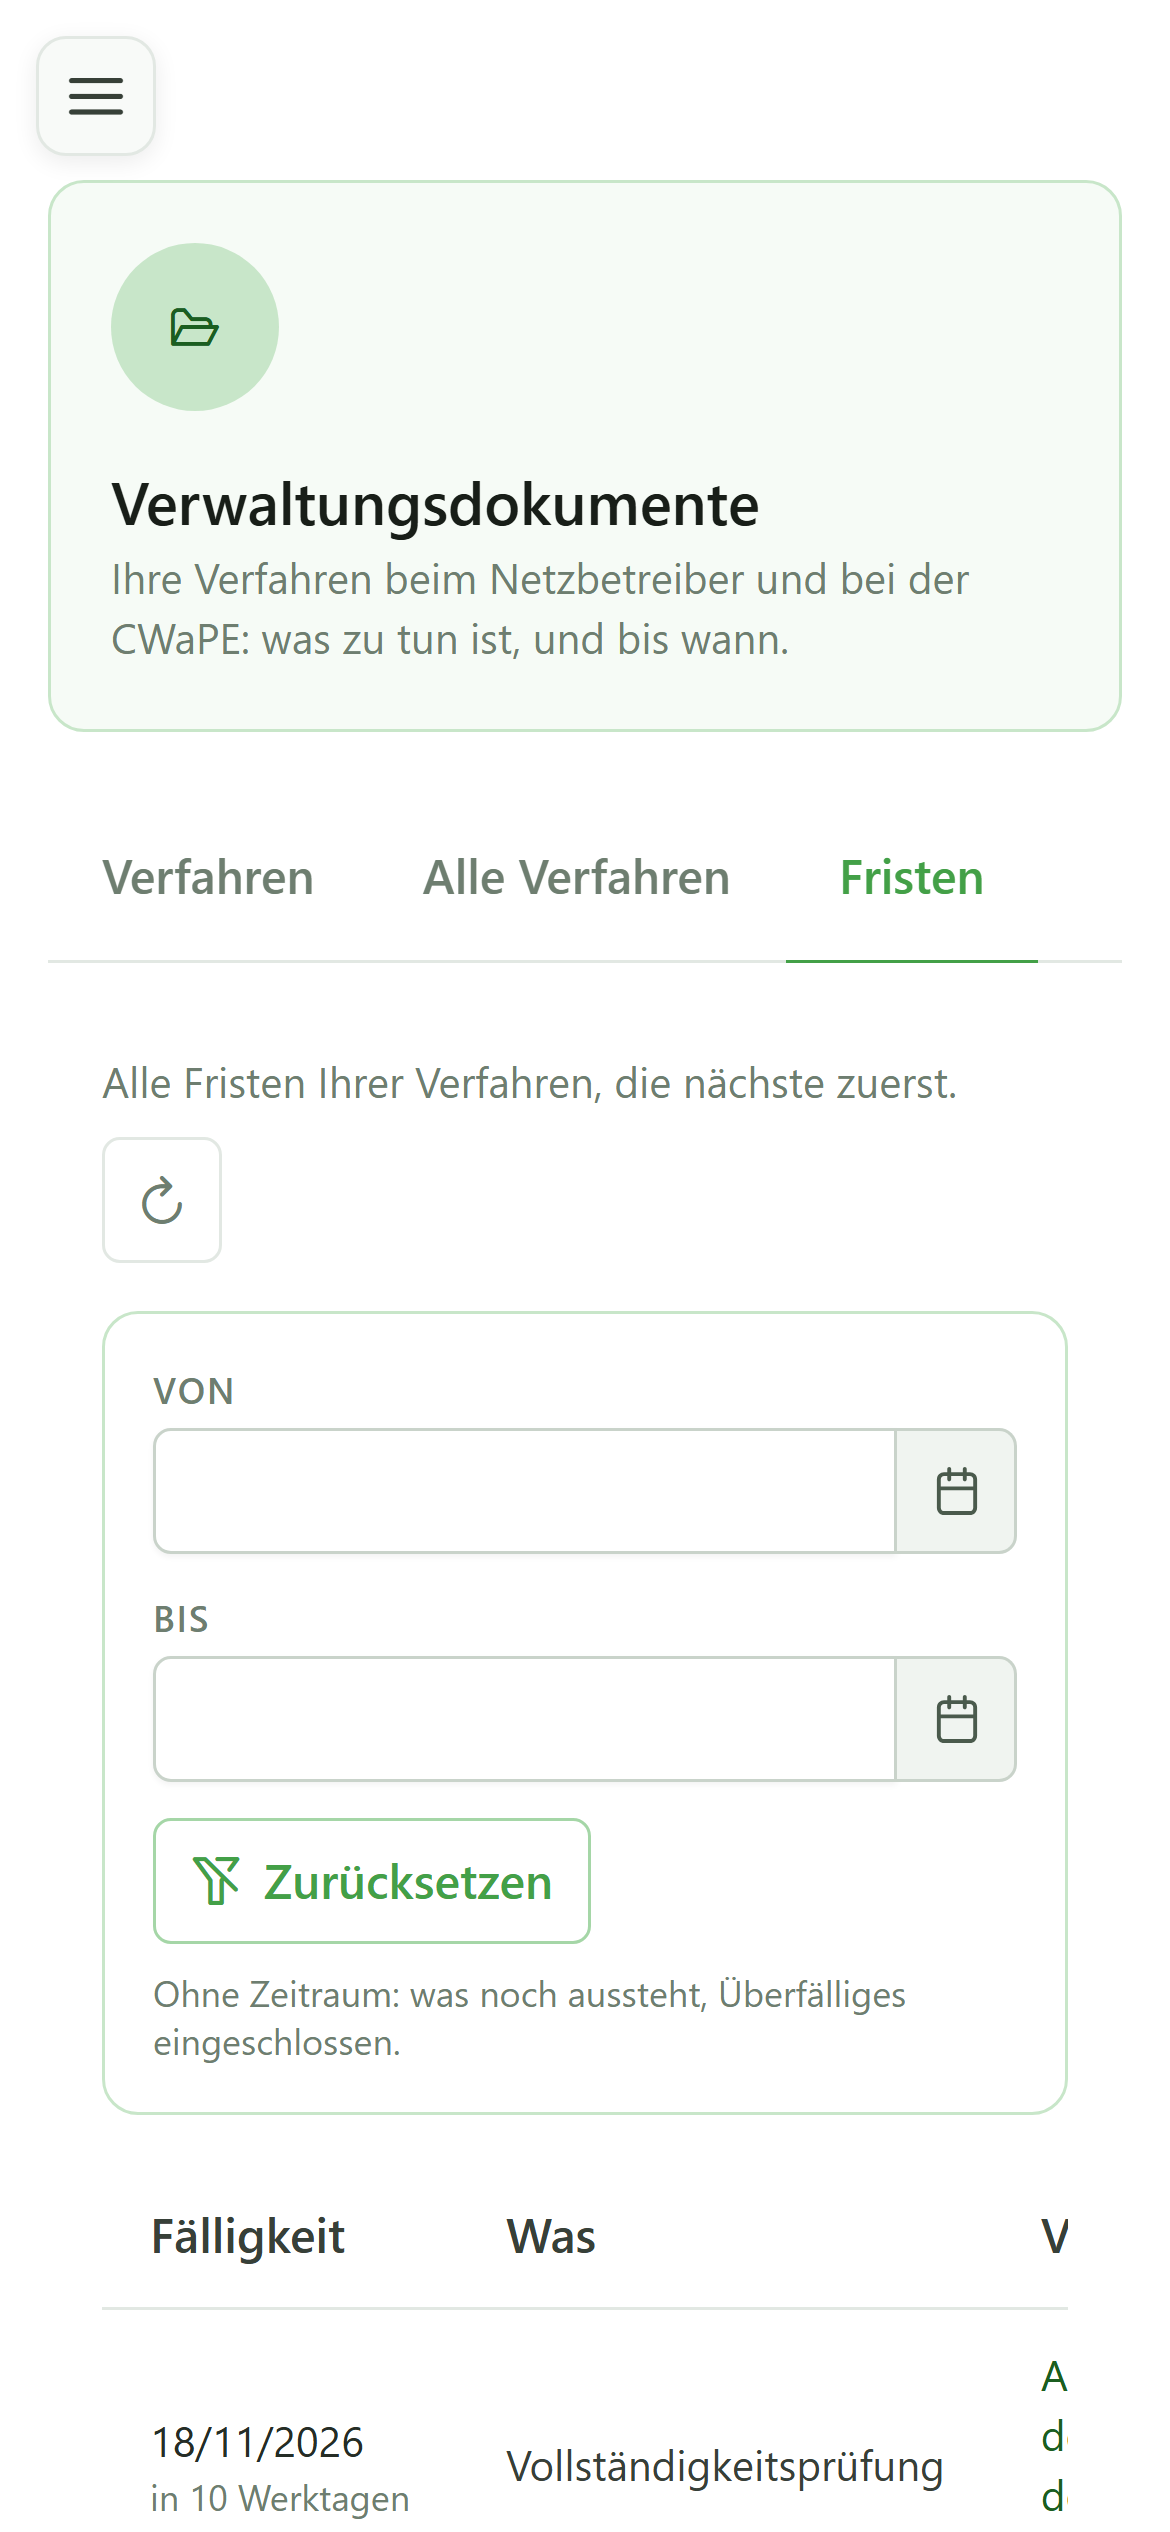 Verwaltungsdokumente
Ihre Verfahren beim Netzbetreiber und bei der
CWaPE: was zu tun ist, und bis wann.
Verfahren
Alle Verfahren
Fristen
Alle Fristen Ihrer Verfahren, die nächste zuerst.
VON
BIS
Zurücksetzen
Ohne Zeitraum: was noch aussteht, Überfälliges
eingeschlossen.
Fälligkeit
Was
18/11/2026
in 10 Werktagen
Vollständigkeitsprüfung